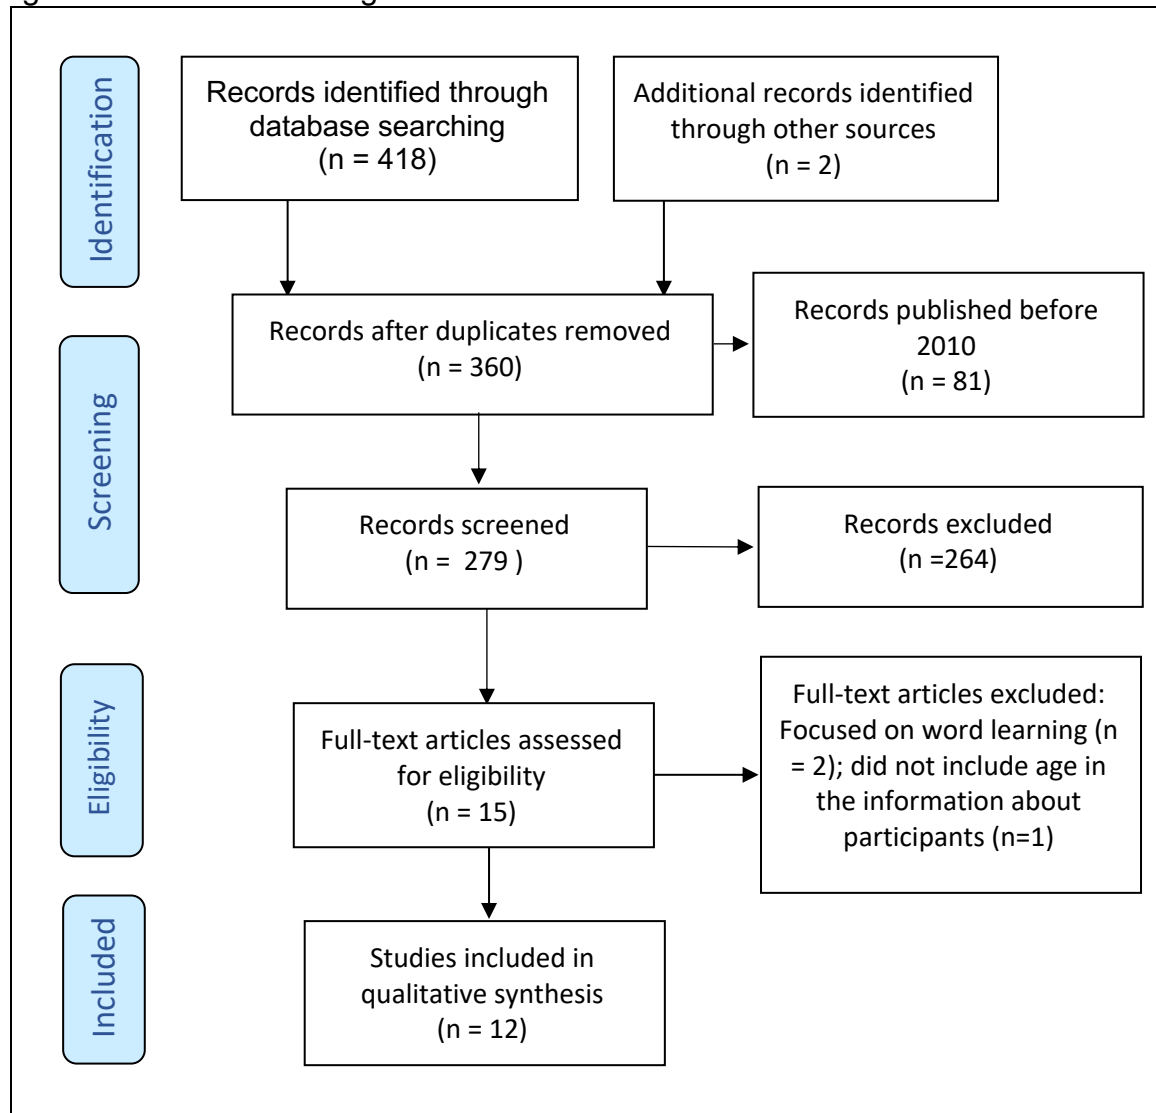 Identification
Records identified through
database searching
(n = 418)
Additional records identified
through other sources
(n = 2)
Records after duplicates removed
(n = 360)
Records published before
2010
(n = 81)
Screening
Records screened
(n =  279 )
Records excluded
(n =264)
Eligibility
Full-text articles assessed
for eligibility
(n = 15)
Full-text articles excluded:
Focused on word learning (n
= 2); did not include age in
the information about
participants (n=1)
Included
Studies included in
qualitative synthesis
(n = 12)